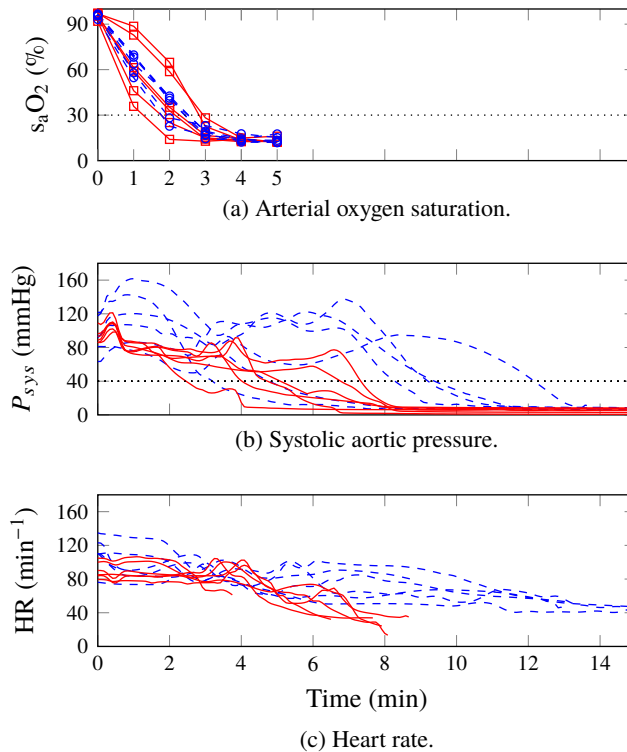 90
60
30
0
sₐO₂ (%)
0 1 2 3 4 5
(a) Arterial oxygen saturation.
160
120
80
40
0
P_sys (mmHg)
(b) Systolic aortic pressure.
160
120
80
40
0
HR (min⁻¹)
0 2 4 6 8 10 12 14
Time (min)
(c) Heart rate.